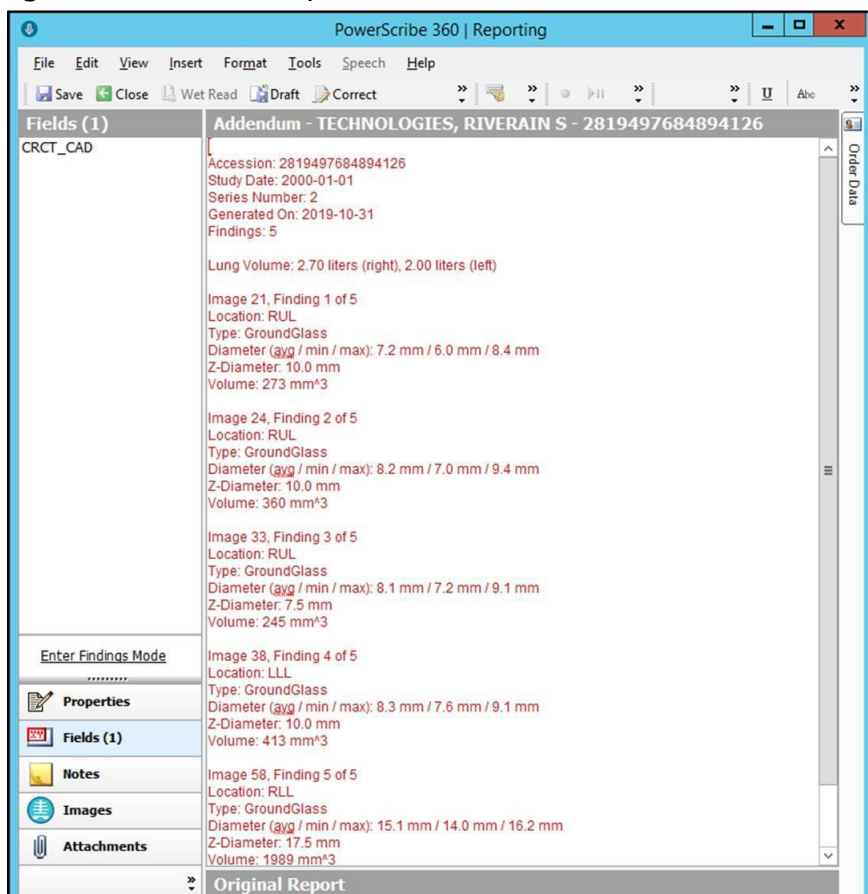 PowerScribe 360 | Reporting
File Edit View Insert Format Tools Speech Help
Save Close Wet Read Draft Correct U Abc
Fields (1)
CRCT_CAD
Addendum - TECHNOLOGIES, RIVERAIN S - 2819497684894126
Accession: 2819497684894126
Study Date: 2000-01-01
Series Number: 2
Generated On: 2019-10-31
Findings: 5
Lung Volume: 2.70 liters (right), 2.00 liters (left)
Image 21, Finding 1 of 5
Location: RUL
Type: GroundGlass
Diameter (avg / min / max): 7.2 mm / 6.0 mm / 8.4 mm
Z-Diameter: 10.0 mm
Volume: 273 mm^3
Image 24, Finding 2 of 5
Location: RUL
Type: GroundGlass
Diameter (avg / min / max): 8.2 mm / 7.0 mm / 9.4 mm
Z-Diameter: 10.0 mm
Volume: 360 mm^3
Image 33, Finding 3 of 5
Location: RUL
Type: GroundGlass
Diameter (avg / min / max): 8.1 mm / 7.2 mm / 9.1 mm
Z-Diameter: 7.5 mm
Volume: 245 mm^3
Image 38, Finding 4 of 5
Location: LLL
Type: GroundGlass
Diameter (avg / min / max): 8.3 mm / 7.6 mm / 9.1 mm
Z-Diameter: 10.0 mm
Volume: 413 mm^3
Image 58, Finding 5 of 5
Location: RLL
Type: GroundGlass
Diameter (avg / min / max): 15.1 mm / 14.0 mm / 16.2 mm
Z-Diameter: 17.5 mm
Volume: 1989 mm^3
Original Report
Order Data
Enter Findings Mode
Properties
Fields (1)
Notes
Images
Attachments